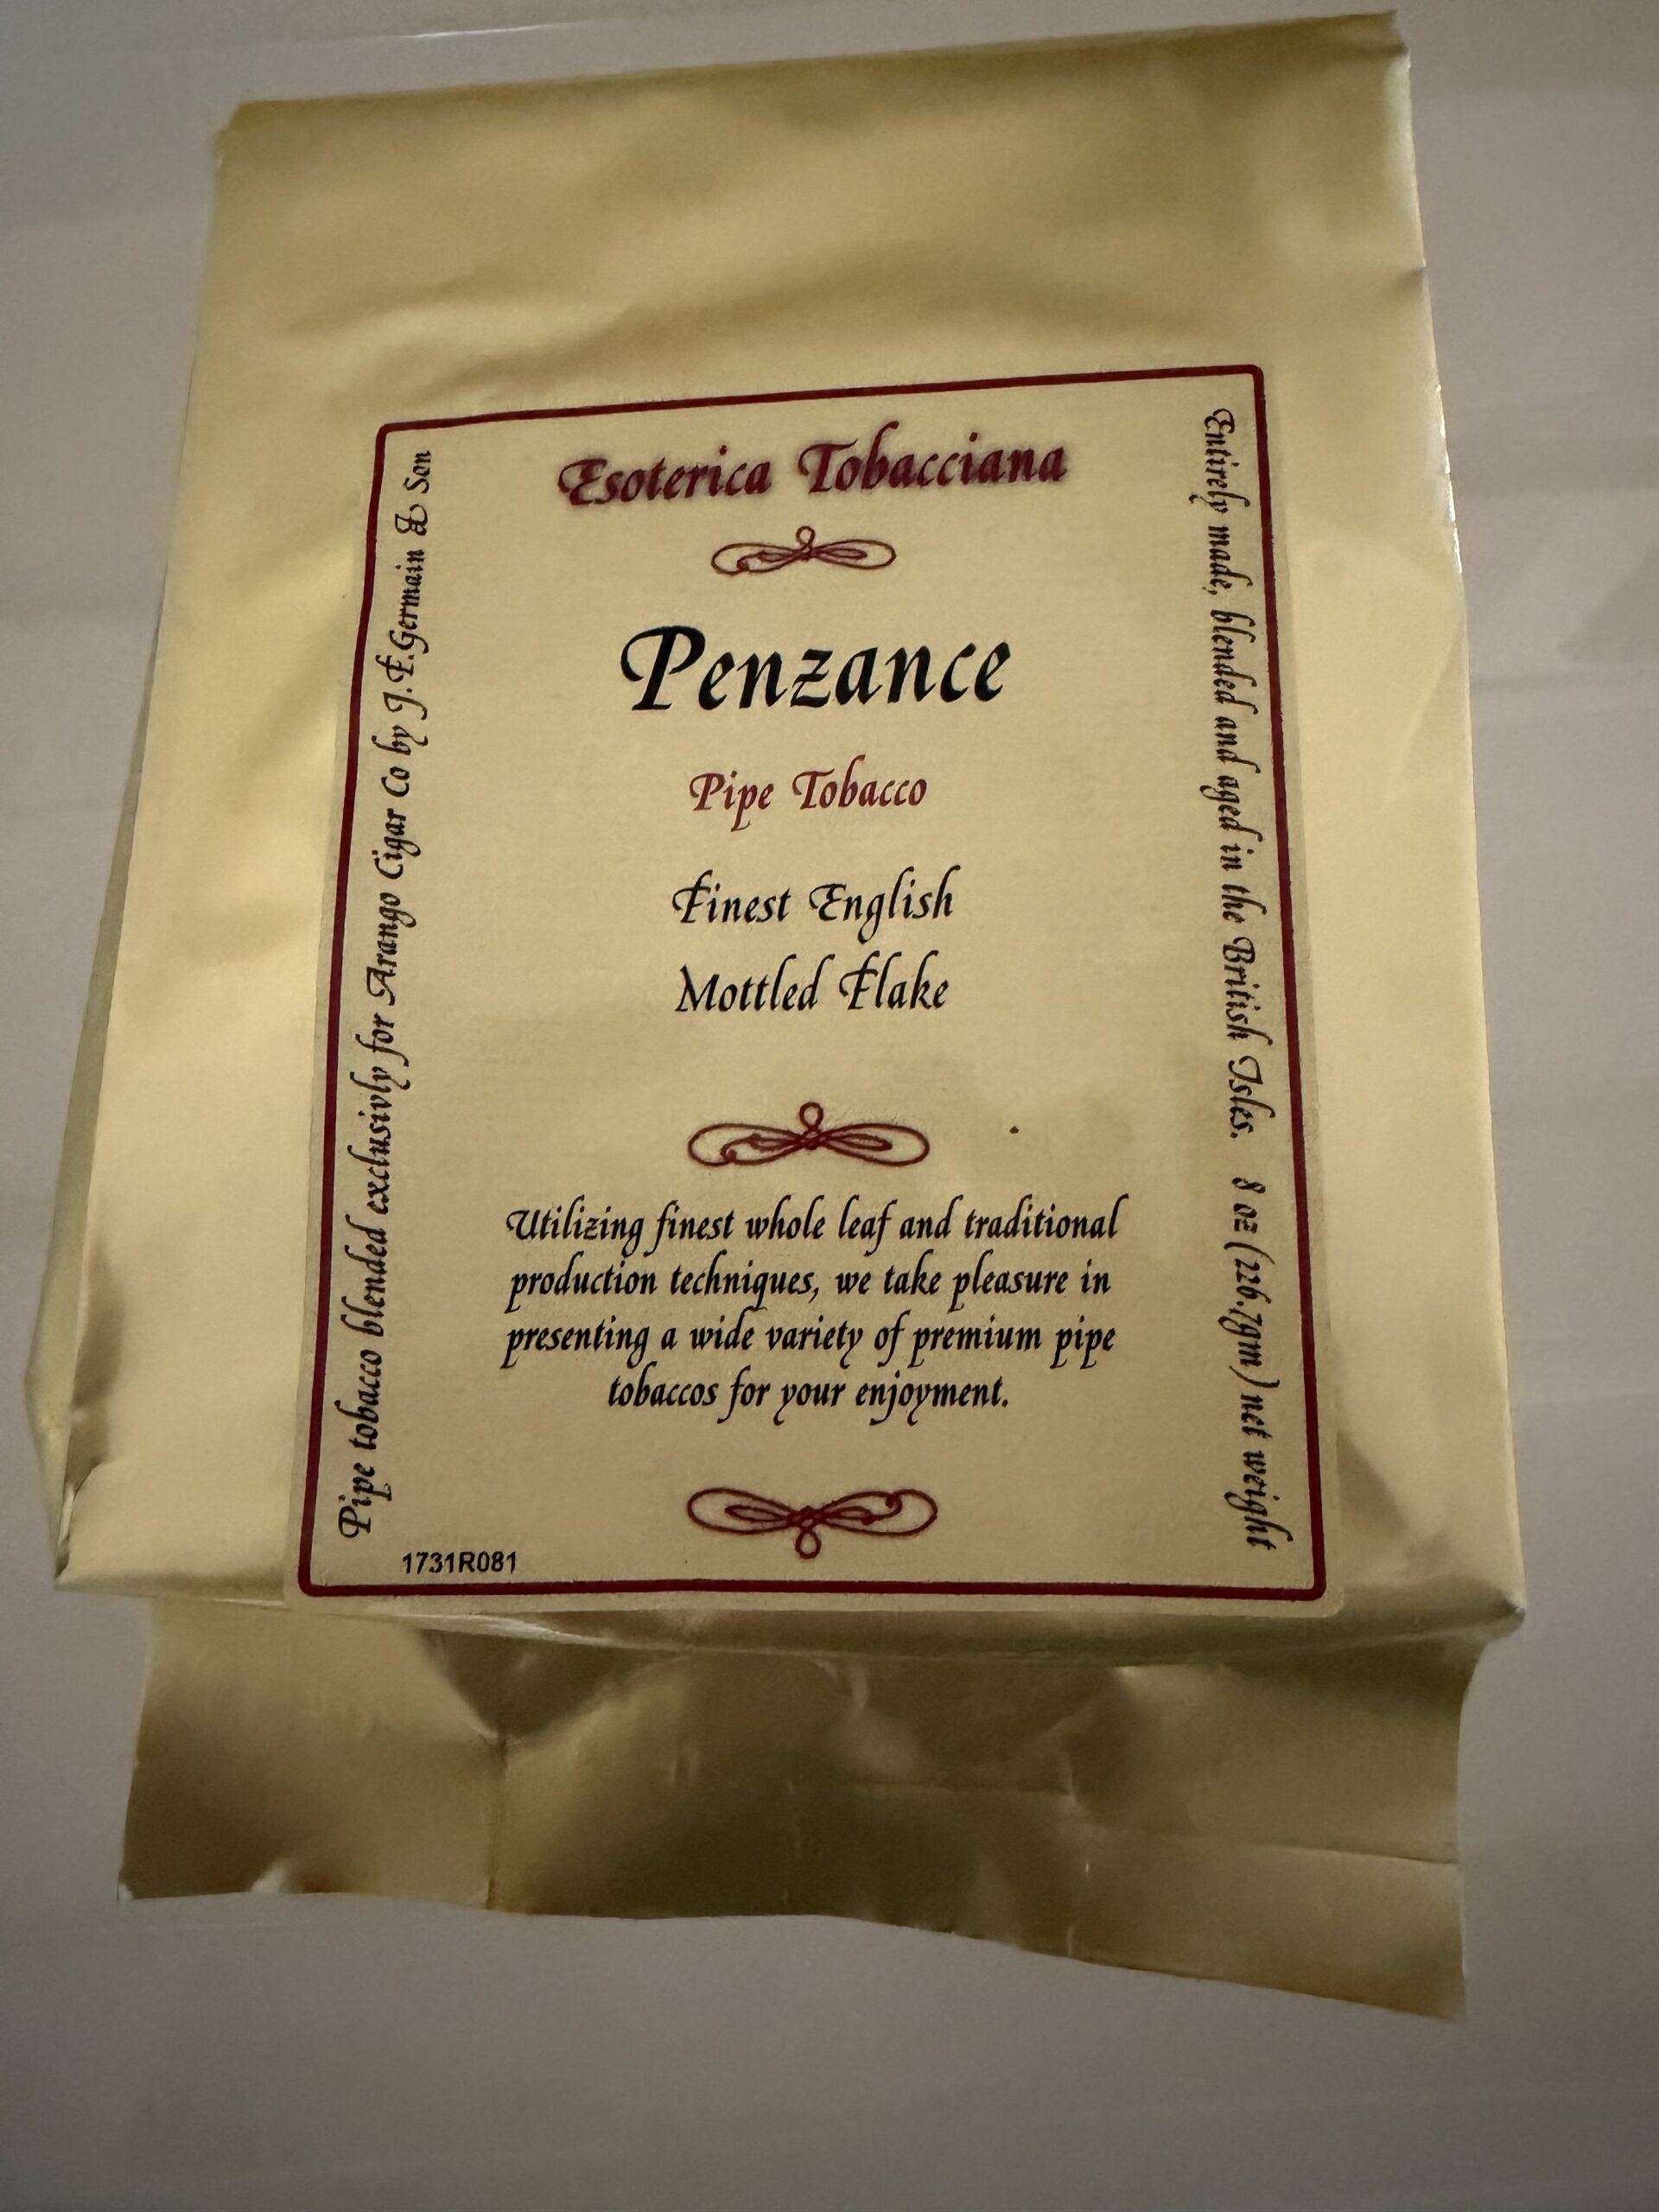 Esoterica Tobacciana
Penzance
Pipe Tobacco
Finest English
Mottled Flake
Utilizing finest whole leaf and traditional
production techniques, we take pleasure in
presenting a wide variety of premium pipe
tobaccos for your enjoyment.
Pipe tobacco blended exclusivly for Arango Cigar Co by J.F.Germain & Son
Entirely made, blended and aged in the British Isles. 8 oz (226.7gm) net weight
1731R081